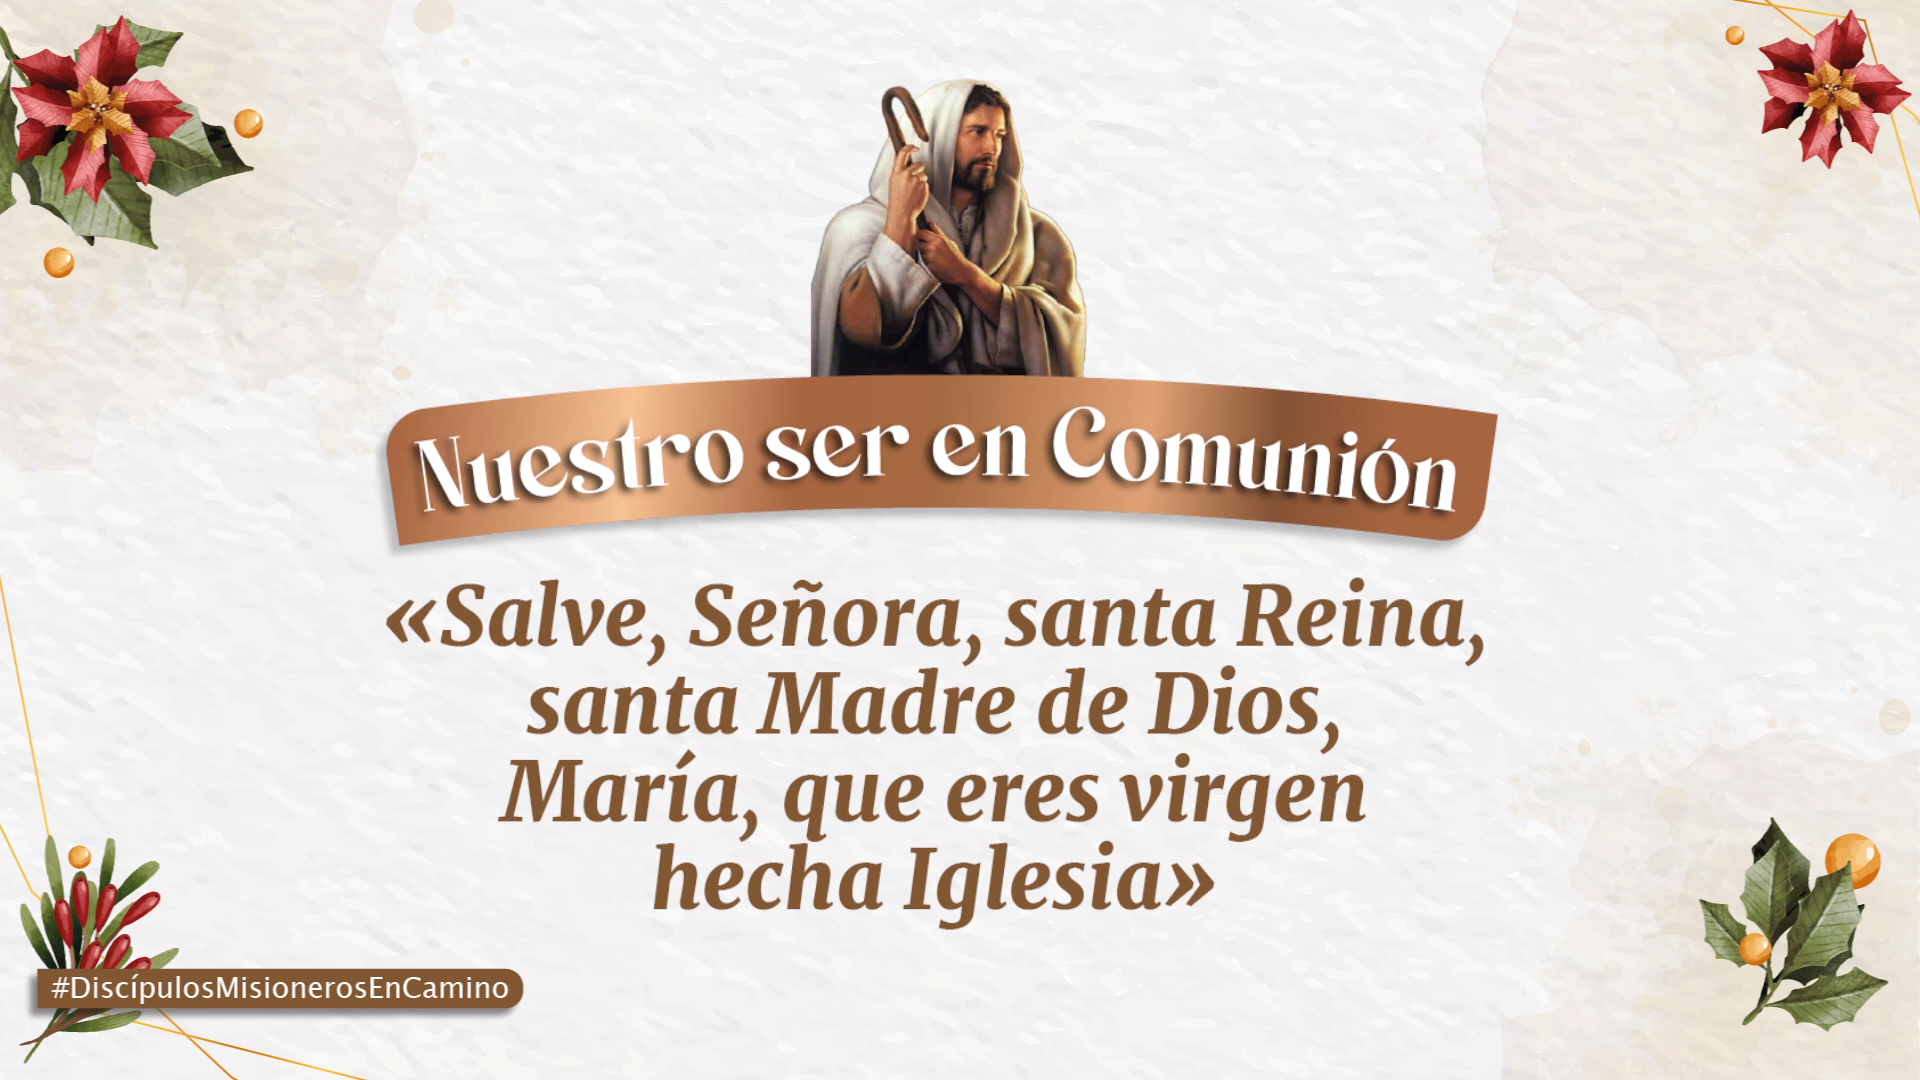 Nuestro ser en Comunión
«Salve, Señora, santa Reina,
santa Madre de Dios,
María, que eres virgen
hecha Iglesia»
#DiscípulosMisionerosEnCamino